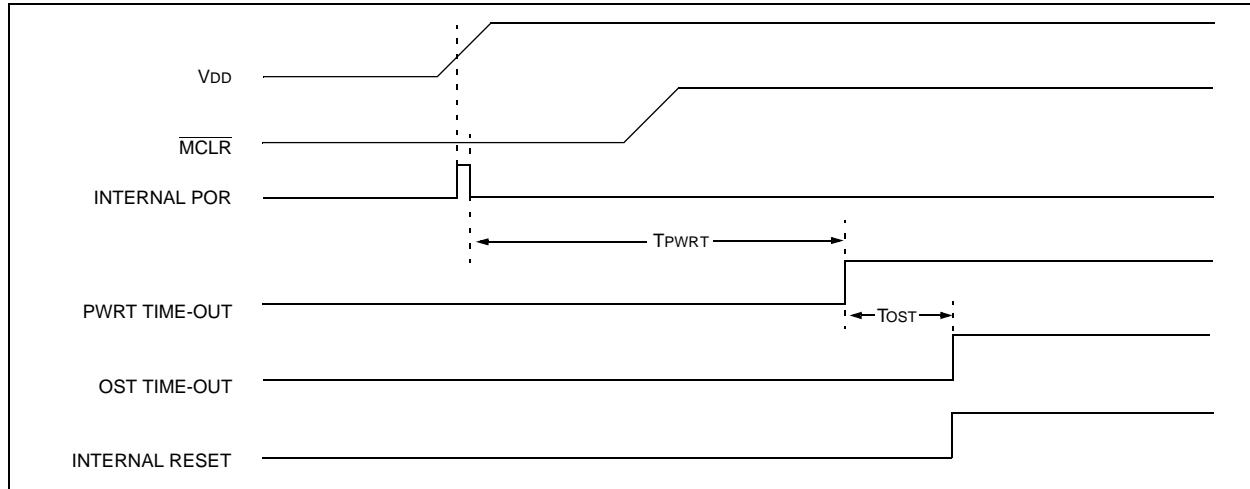 VDD
MCLR
INTERNAL POR
TPWRT
PWRT TIME-OUT
TOST
OST TIME-OUT
INTERNAL RESET